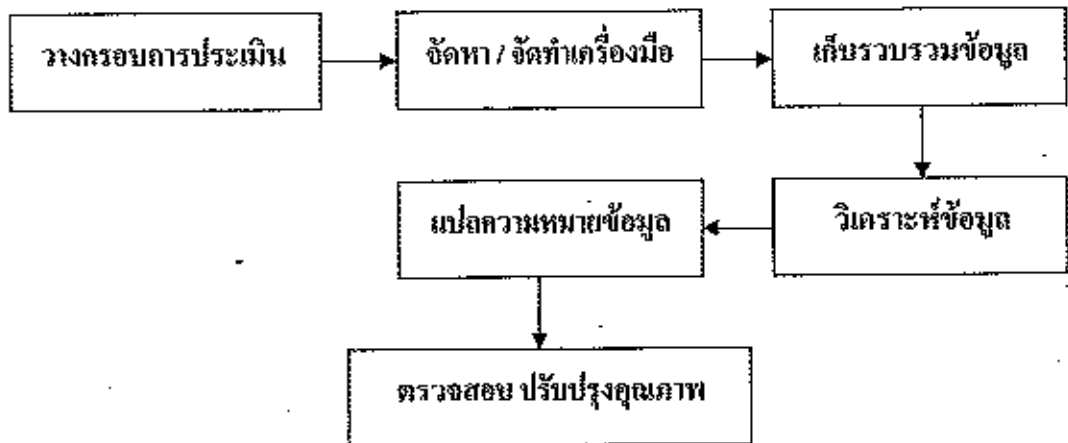 วางกรอบการประเมิน
จัดหา / จัดทำเครื่องมือ
เก็บรวบรวมข้อมูล
วิเคราะห์ข้อมูล
แปลความหมายข้อมูล
ตรวจสอบ ปรับปรุงคุณภาพ